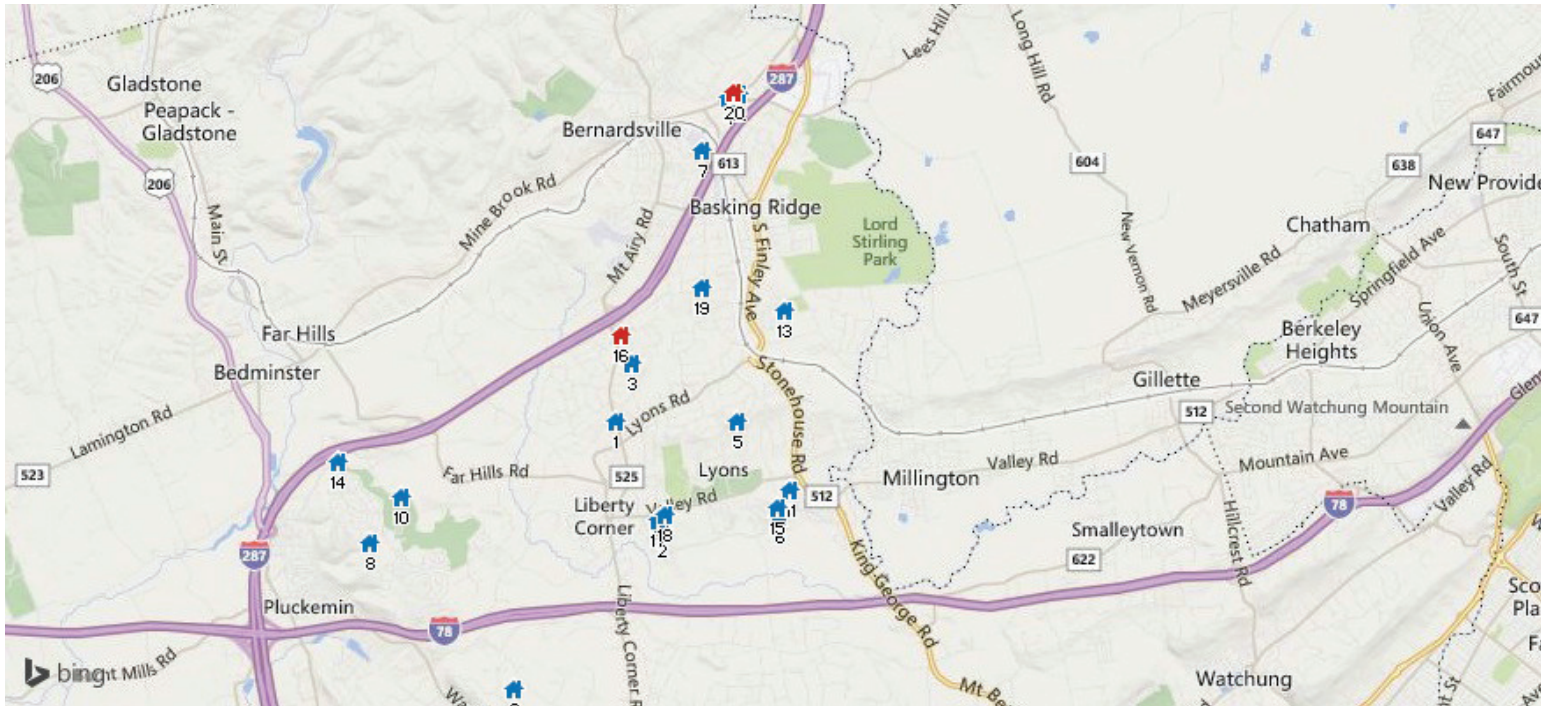 206
Gladstone
Peapack -
Gladstone
206
Main St
Mine Brook Rd
Bernardsville
20
287
7
613
Basking Ridge
Mt Airy Rd
S Finley Ave
Lord
Stirling
Park
Long Hill Rd
604
638
647
New Vernon Rd
Meyersville Rd
Chatham
Springfield Ave
South St
647
Union Ave
Berkeley
Heights
Far Hills
Bedminster
Lamington Rd
523
19
13
16
3
1
Lyons Rd
5
Stonehouse Rd
Gillette
512
Second Watchung Mountain
14
10
8
Far Hills Rd
525
Lyons
Valley Rd
Liberty
Corner
18
2
15
6
512
Millington
Valley Rd
Mountain Ave
Valley Rd
78
Hillcrest Rd
Smalleytown
622
287
Pluckemin
78
Liberty Corner Rd
King George Rd
Watchung
bing